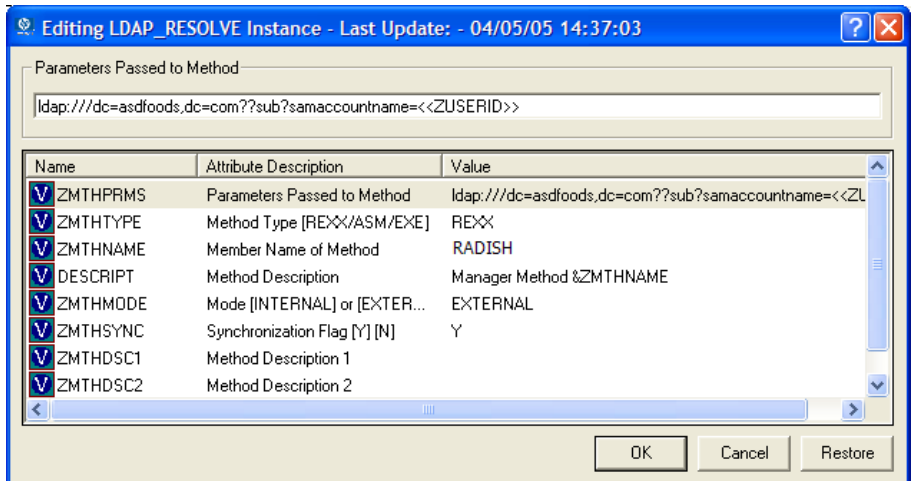 Editing LDAP_RESOLVE Instance - Last Update: - 04/05/05 14:37:03
Parameters Passed to Method
ldap:///dc=asdfoods,dc=com??sub?samaccountname=<<ZUSERID>>
Name Attribute Description Value
V ZMTHPRMS Parameters Passed to Method ldap:///dc=asdfoods,dc=com??sub?samaccountname=<<ZU
V ZMTHTYPE Method Type [REXX/ASM/EXE] REXX
V ZMTHNAME Member Name of Method RADISH
V DESCRIPT Method Description Manager Method &ZMTHNAME
V ZMTHMODE Mode [INTERNAL] or [EXTER... EXTERNAL
V ZMTHSYNC Synchronization Flag [Y] [N] Y
V ZMTHDSC1 Method Description 1
V ZMTHDSC2 Method Description 2
OK Cancel Restore